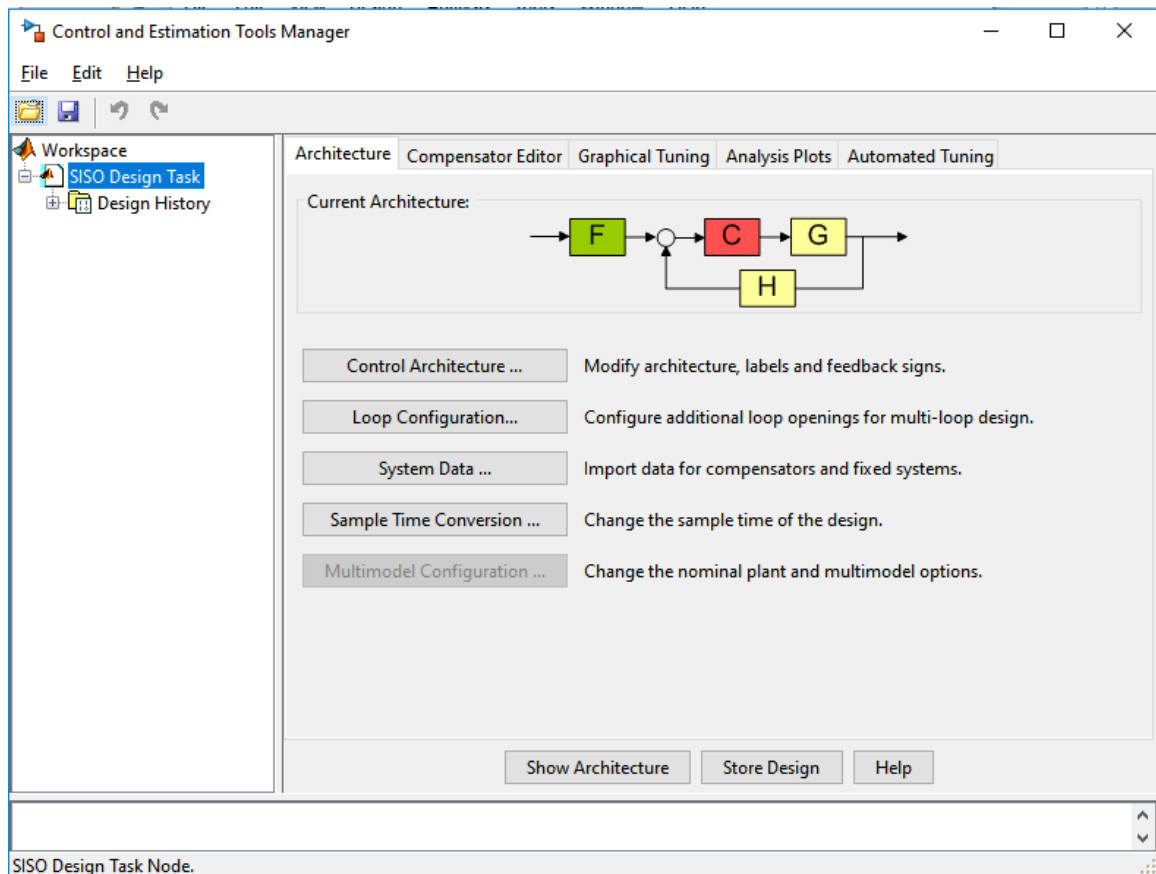 Control and Estimation Tools Manager
File Edit Help
Workspace
SISO Design Task
Design History
Architecture Compensator Editor Graphical Tuning Analysis Plots Automated Tuning
Current Architecture:
F C G
H
Control Architecture ... Modify architecture, labels and feedback signs.
Loop Configuration... Configure additional loop openings for multi-loop design.
System Data ... Import data for compensators and fixed systems.
Sample Time Conversion ... Change the sample time of the design.
Multimodel Configuration ... Change the nominal plant and multimodel options.
Show Architecture Store Design Help
SISO Design Task Node.